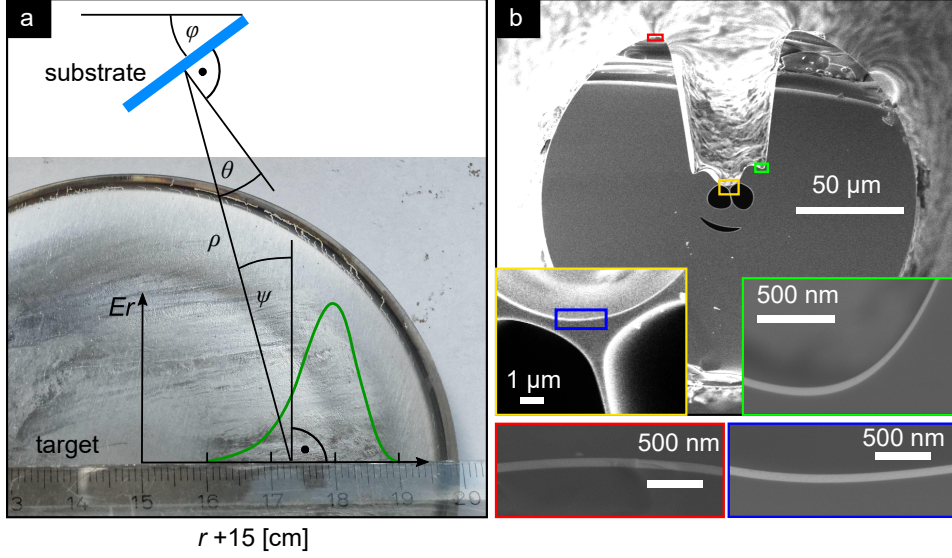 a
φ
substrate
θ
ρ
ψ
Er
target
13 14 15 16 17 18 19 20
r +15 [cm]
b
50 µm
1 µm
500 nm
500 nm
500 nm